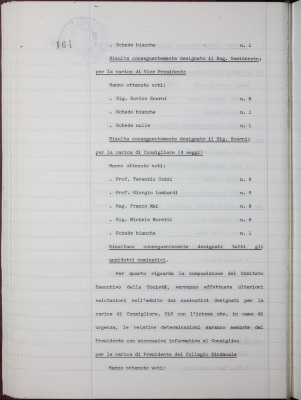 164
. Schede bianche n. 1
Risulta conseguentemente designato il Rag. Desiderato;
per la carica di Vice Presidente
Hanno ottenuto voti:
. Sig. Enrico Scerni n. 8
. Schede bianche n. 1
. Schede nulle n. 1
Risulta conseguentemente designato il Sig. Scerni;
per la carica di Consigliere (4 seggi)
Hanno ottenuto voti:
. Prof. Terenzio Cozzi n.
. Prof. Giorgio Lombardi n.
. Rag. Franco Mai n.
. Sig. Michele Moretti n.
. Schede bianche n. 1
Risultano conseguentemente designati tutti gli
anzidetti nominativi.
Per quanto riguarda la composizione del Comitato
Esecutivo della Società, verranno effettuate ulteriori
valutazioni nell'ambito dei nominativi designati per la
carica di Consigliere. Ciò con l'intesa che, in caso di
urgenza, le relative determinazioni saranno assunte dal
Presidente con successiva informativa al Consiglio;
per la carica di Presidente del Collegio Sindacale
Hanno ottenuto voti: